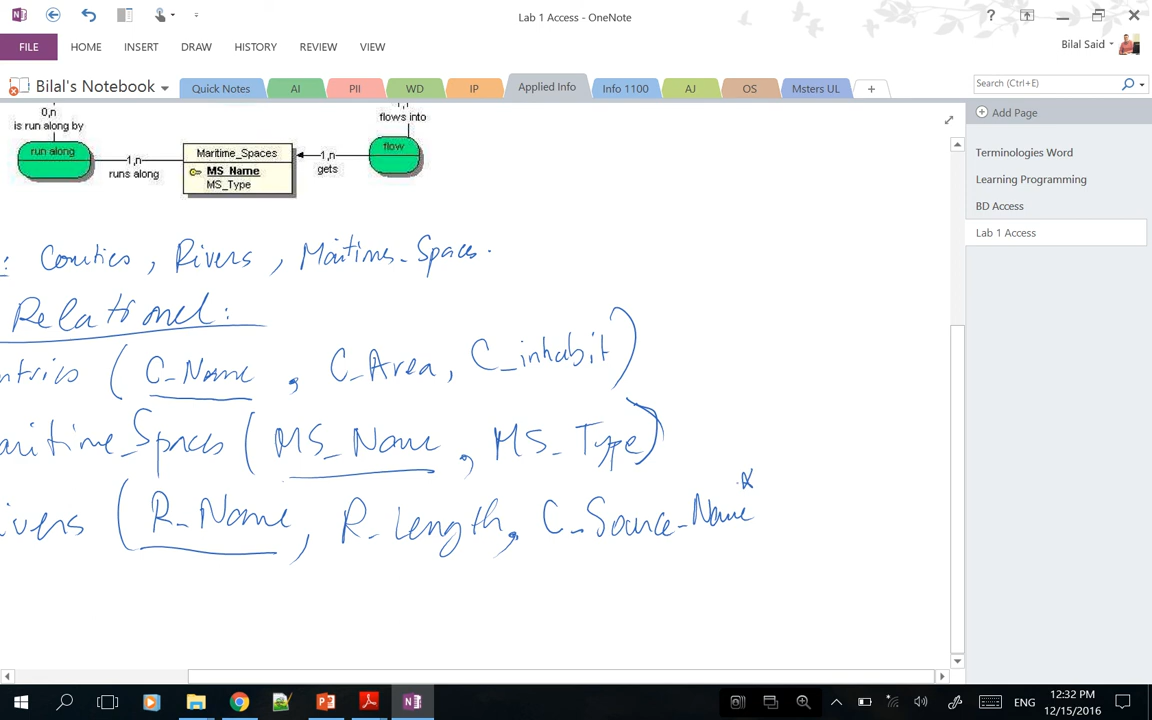 Lab 1 Access - OneNote
?
Bilal Said
FILE HOME INSERT DRAW HISTORY REVIEW VIEW
Bilal's Notebook Quick Notes AI PII WD IP Applied Info Info 1100 AJ OS Msters UL +
Search (Ctrl+E)
Add Page
Terminologies Word
Learning Programming
BD Access
Lab 1 Access
0,n
is run along by
run along
1,n
runs along
Maritime_Spaces
MS_Name
MS_Type
1,n
gets
flows into
flow
: Counties, Rivers, Maritime_Spaces.
Relational:
ntries (C_Name, C_Area, C_inhabit)
aritime_Spaces (MS_Name, MS_Type)
ivers (R_Name, R_Length, C_Source_Name*
ENG
12:32 PM
12/15/2016